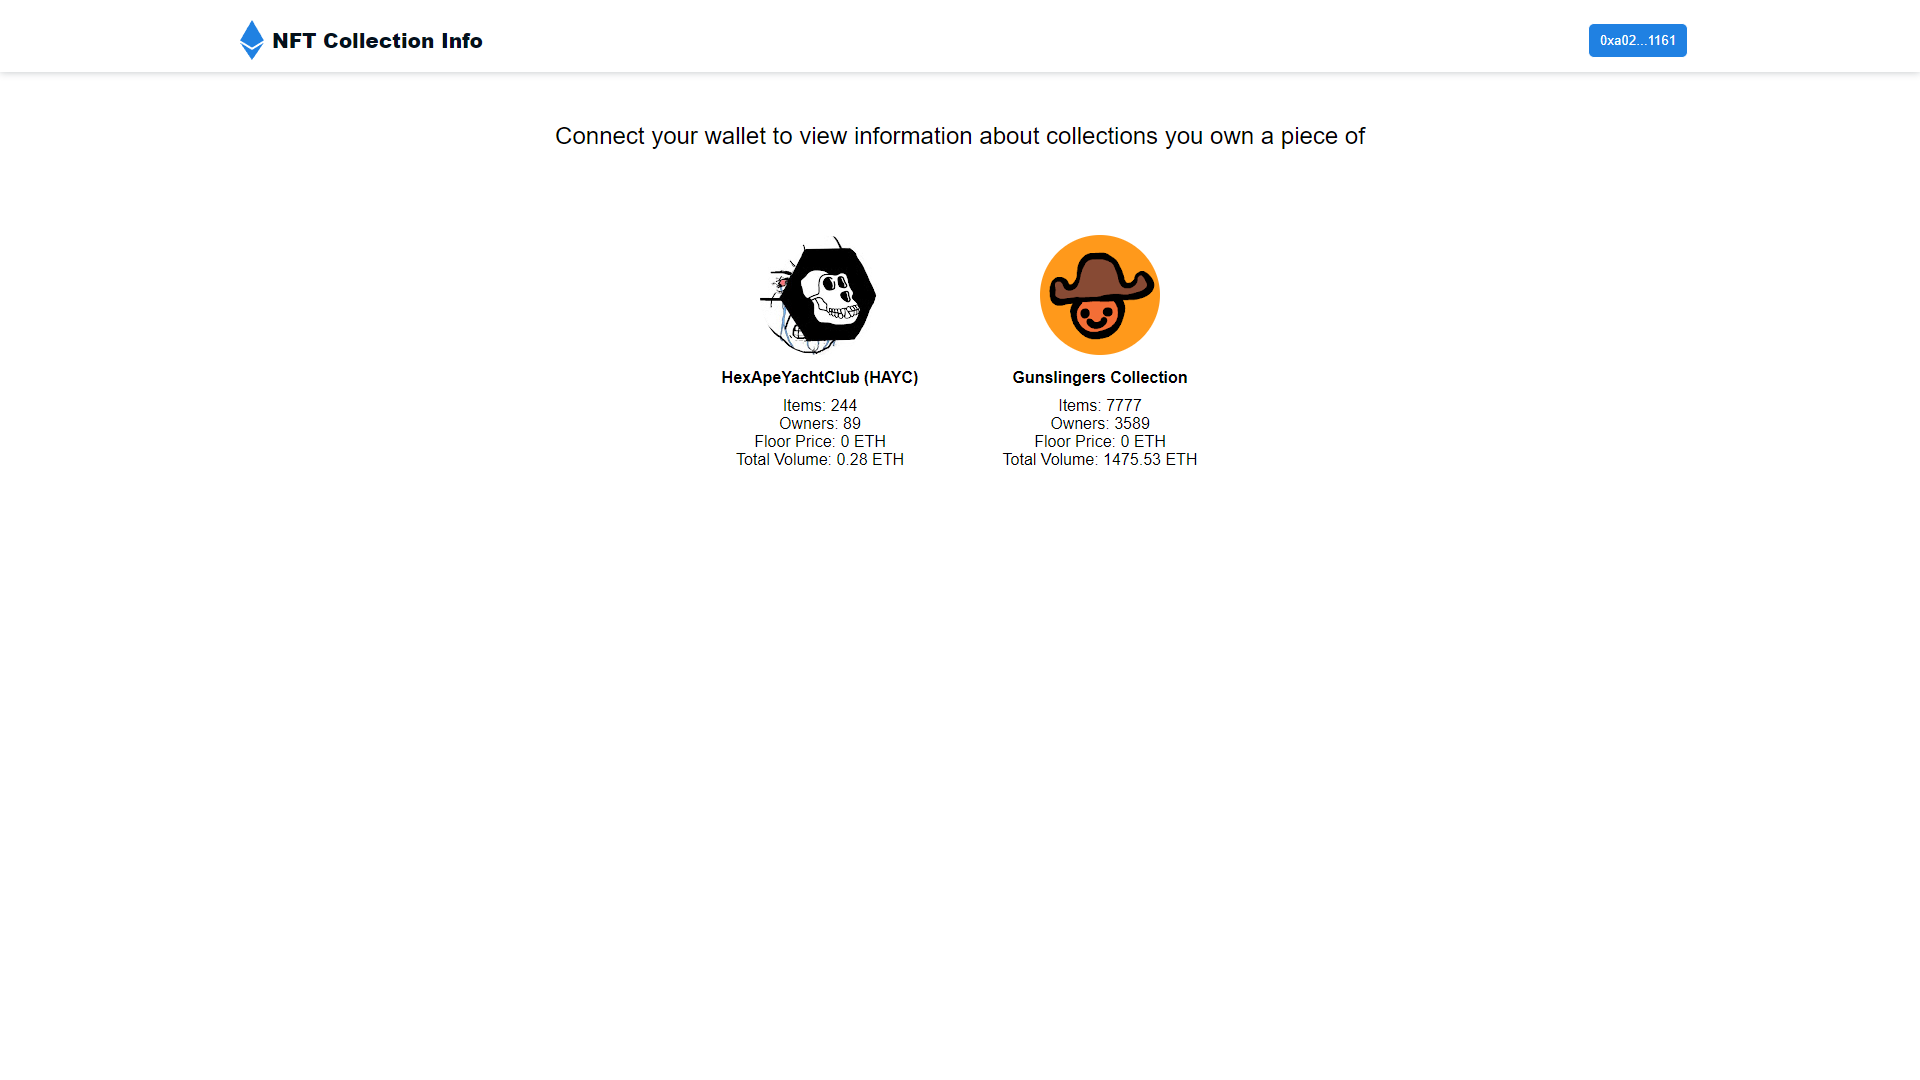 NFT Collection Info
0xa02...1161
Connect your wallet to view information about collections you own a piece of
HexApeYachtClub (HAYC)
Items: 244
Owners: 89
Floor Price: 0 ETH
Total Volume: 0.28 ETH
Gunslingers Collection
Items: 7777
Owners: 3589
Floor Price: 0 ETH
Total Volume: 1475.53 ETH